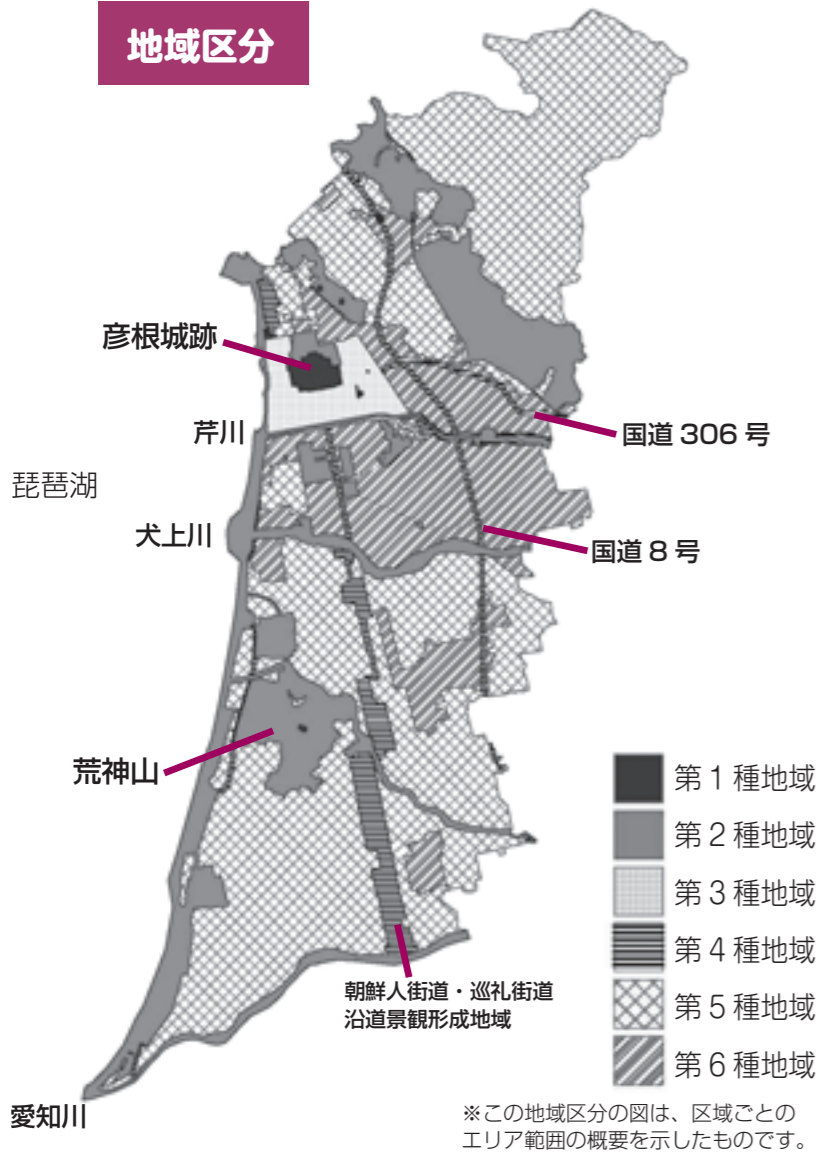 地域区分
彦根城跡
芹川
国道 306 号
琵琶湖
犬上川
国道 8 号
荒神山
第 1 種地域
第 2 種地域
第 3 種地域
第 4 種地域
第 5 種地域
第 6 種地域
朝鮮人街道・巡礼街道
沿道景観形成地域
愛知川
※この地域区分の図は、区域ごとの
エリア範囲の概要を示したものです。